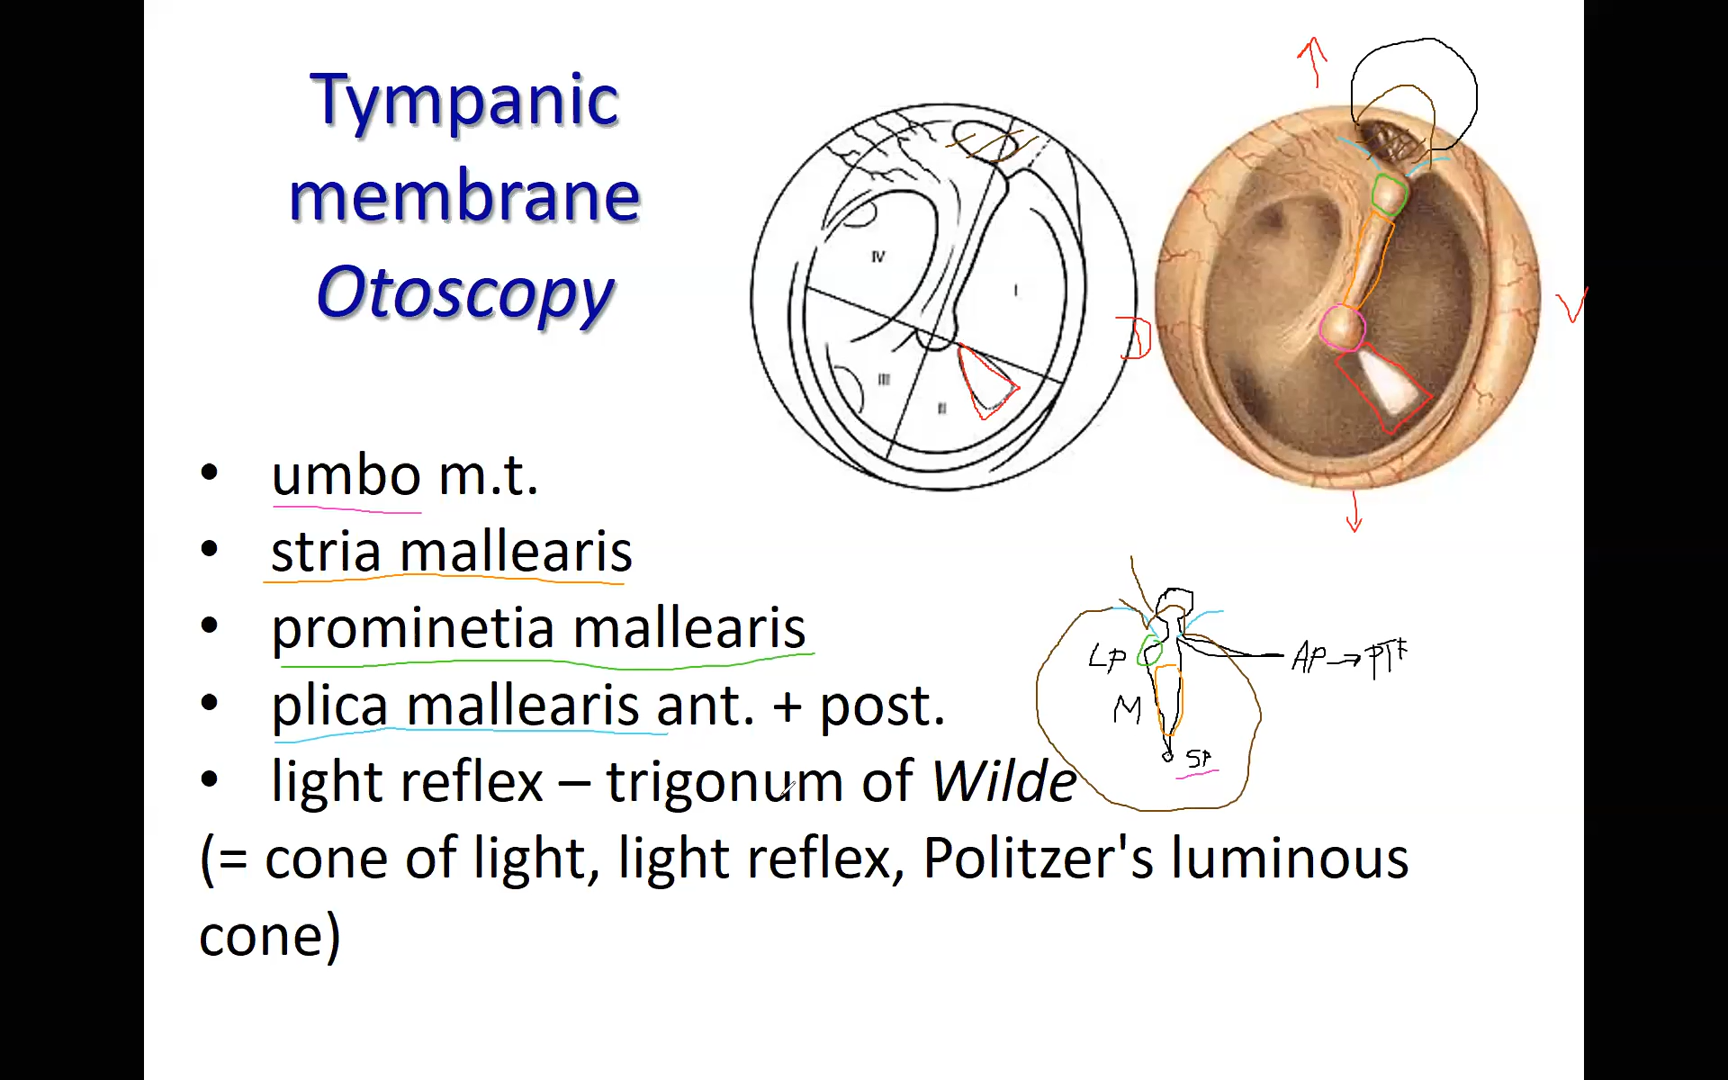 Tympanic
membrane
Otoscopy
IV
I
III
II
D
V
• umbo m.t.
• stria mallearis
• prominetia mallearis
• plica mallearis ant. + post.
• light reflex – trigonum of Wilde
(= cone of light, light reflex, Politzer's luminous
cone)
LP
AP → PTF
M
SP